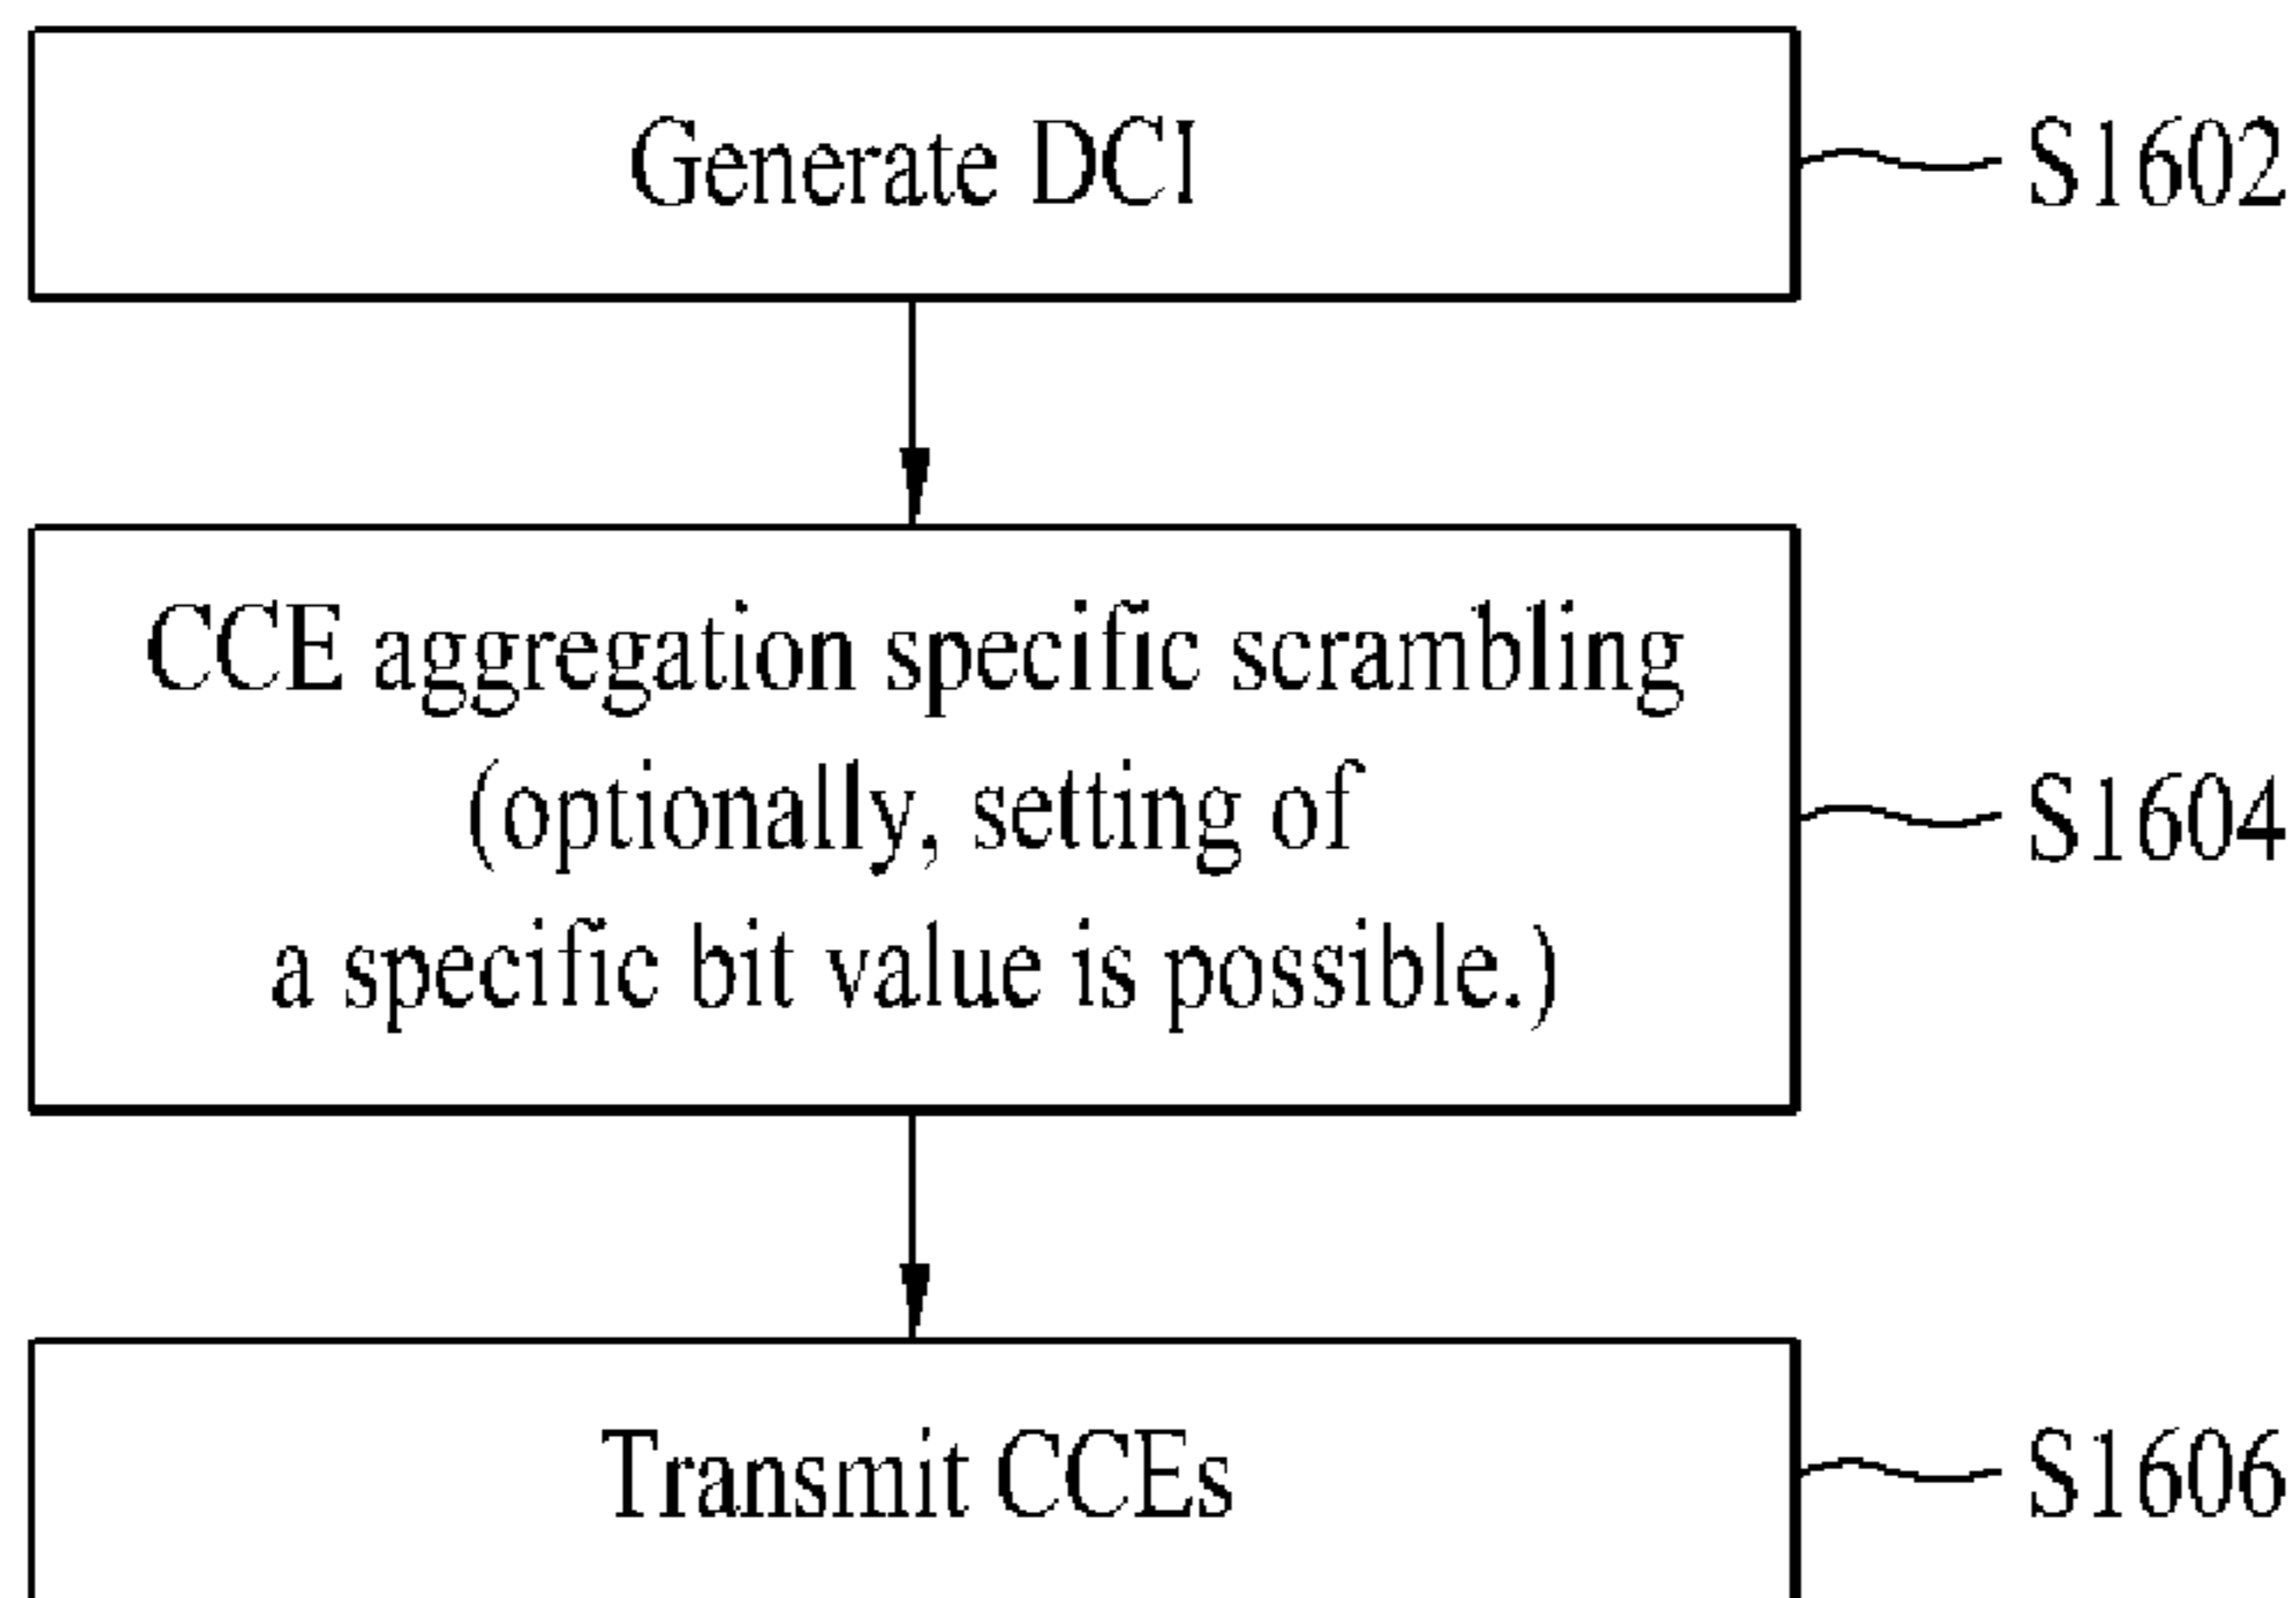 Generate DCI
S1602
CCE aggregation specific scrambling
(optionally, setting of
a specific bit value is possible.)
S1604
Transmit CCEs
S1606